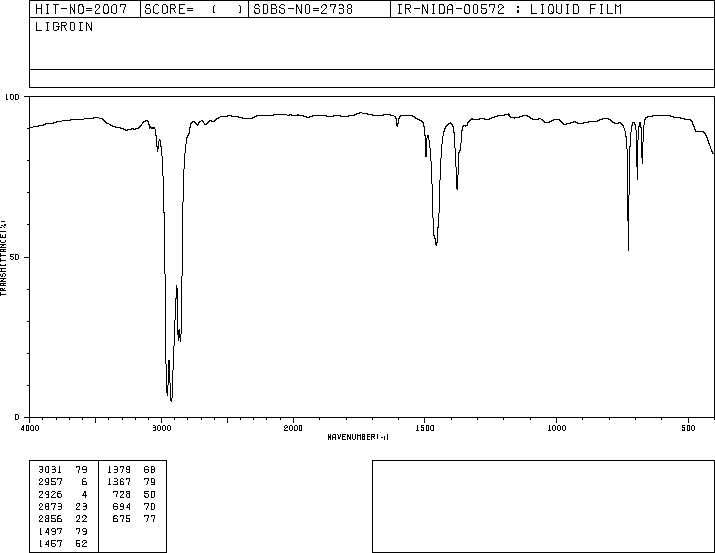 HIT-NO=2007 SCORE= ( ) SDBS-NO=2738 IR-NIDA-00572 : LIQUID FILM
LIGROIN
100
50
0
TRANSMITTANCE(%)
4000 3000 2000 1500 1000 500
WAVENUMBER(-1)
3031 79 1379 68
2957 6 1367 79
2926 4 728 50
2873 23 694 70
2856 22 675 77
1497 79
1457 52